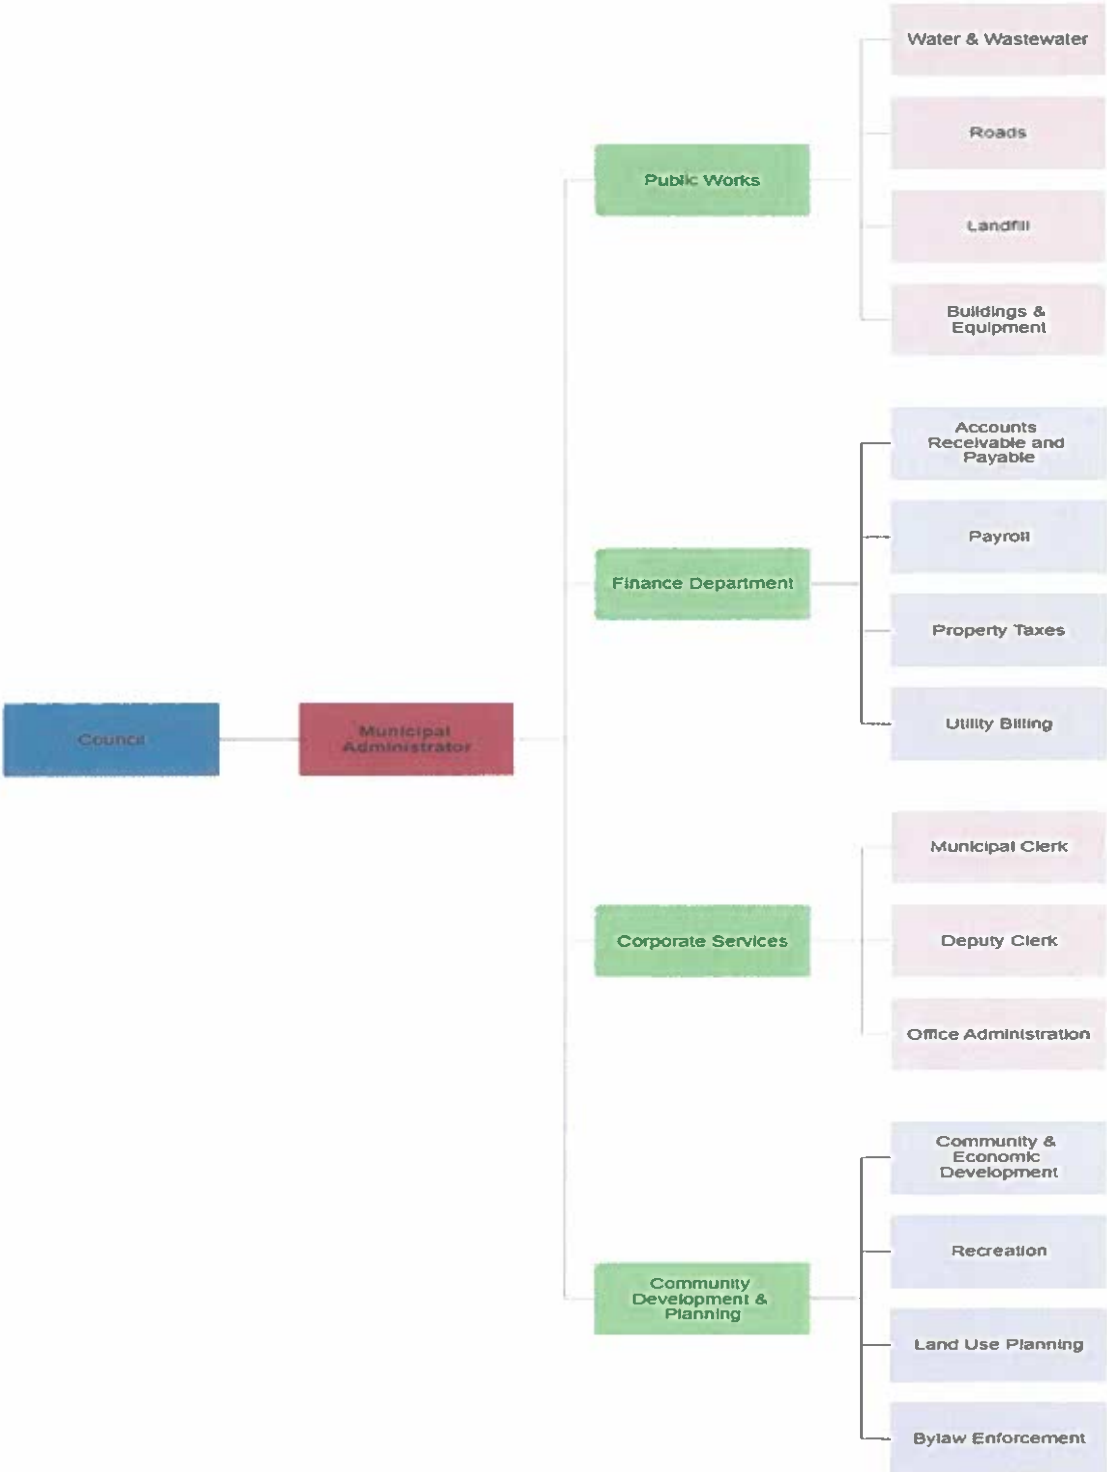 Water & Wastewater
Roads
Public Works
Landfill
Buildings &
Equipment
Accounts
Receivable and
Payable
Payroll
Finance Department
Property Taxes
Utility Billing
Council
Municipal
Administrator
Municipal Clerk
Corporate Services
Deputy Clerk
Office Administration
Community &
Economic
Development
Recreation
Community
Development &
Planning
Land Use Planning
Bylaw Enforcement